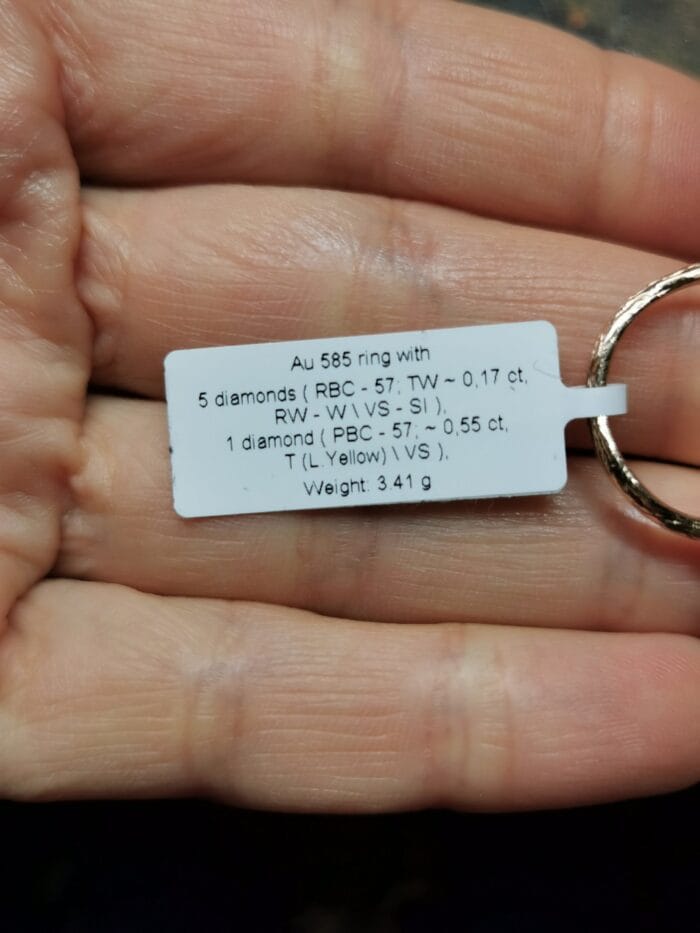 Au 585 ring with
5 diamonds ( RBC - 57; TW ~ 0,17 ct,
RW - W \ VS - SI ),
1 diamond ( PBC - 57; ~ 0,55 ct,
T (L.Yellow) \ VS ),
Weight: 3.41 g